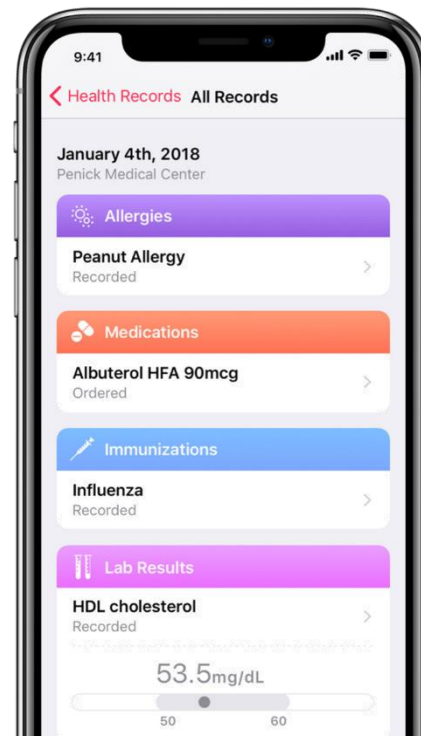 9:41
Health Records All Records
January 4th, 2018
Penick Medical Center
Allergies
Peanut Allergy
Recorded
Medications
Albuterol HFA 90mcg
Ordered
Immunizations
Influenza
Recorded
Lab Results
HDL cholesterol
Recorded
53.5mg/dL
50 60